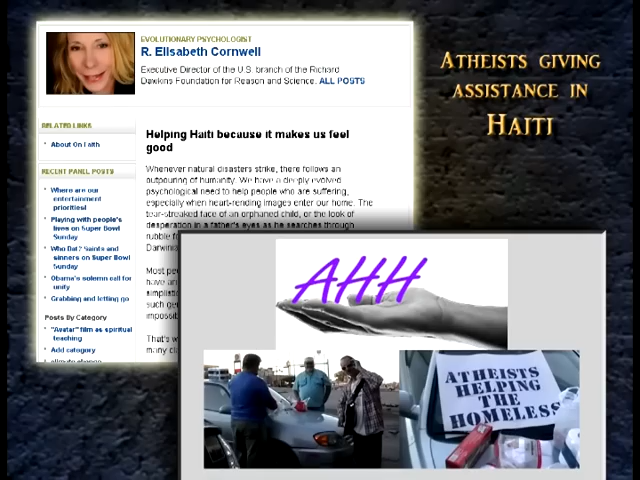 EVOLUTIONARY PSYCHOLOGIST
R. Elisabeth Cornwell
Executive Director of the U.S. branch of the Richard
Dawkins Foundation for Reason and Science. ALL POSTS
ATHEISTS GIVING
ASSISTANCE IN
HAITI
RELATED LINKS
About On Faith
RECENT PANEL POSTS
Where are our
entertainment
priorities?
Playing with people's
lives on Super Bowl
Sunday
Who Dat? Saints and
sinners on Super Bowl
Sunday
Obama's solemn call for
unity
Grabbing and letting go
Posts By Category
"Avatar" film as spiritual
teaching
Add category
climate change
Helping Haiti because it makes us feel
good
Whenever natural disasters strike, there follows an
outpouring of humanity. We have a deeply evolved
psychological need to help people who are suffering,
especially when heart-rending images enter our home. The
tear-streaked face of an orphaned child, or the look of
desperation in a father's eyes as he searches through
rubble
Darwinia
Most peo
have an
simplisti
such ge
impossib
That's w
many cl
AHH
ATHEISTS
HELPING
THE
HOMELESS